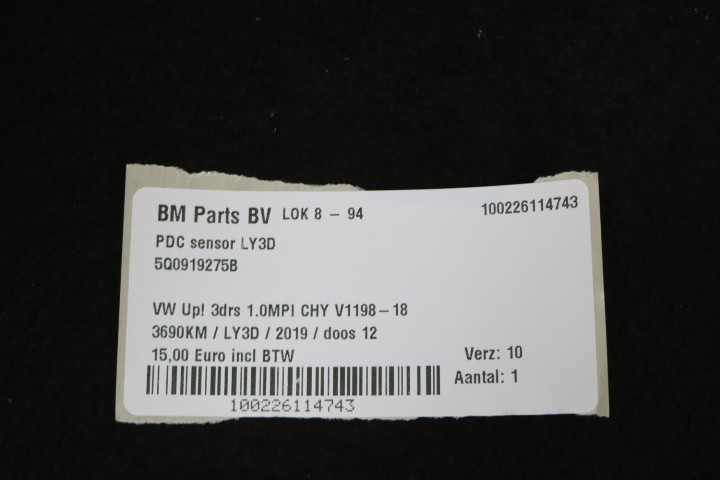 BM Parts BV LOK 8 - 94 100226114743
PDC sensor LY3D
5Q0919275B
VW Up! 3drs 1.0MPI CHY V1198-18
3690KM / LY3D / 2019 / doos 12
15,00 Euro incl BTW Verz: 10
Aantal: 1
100226114743